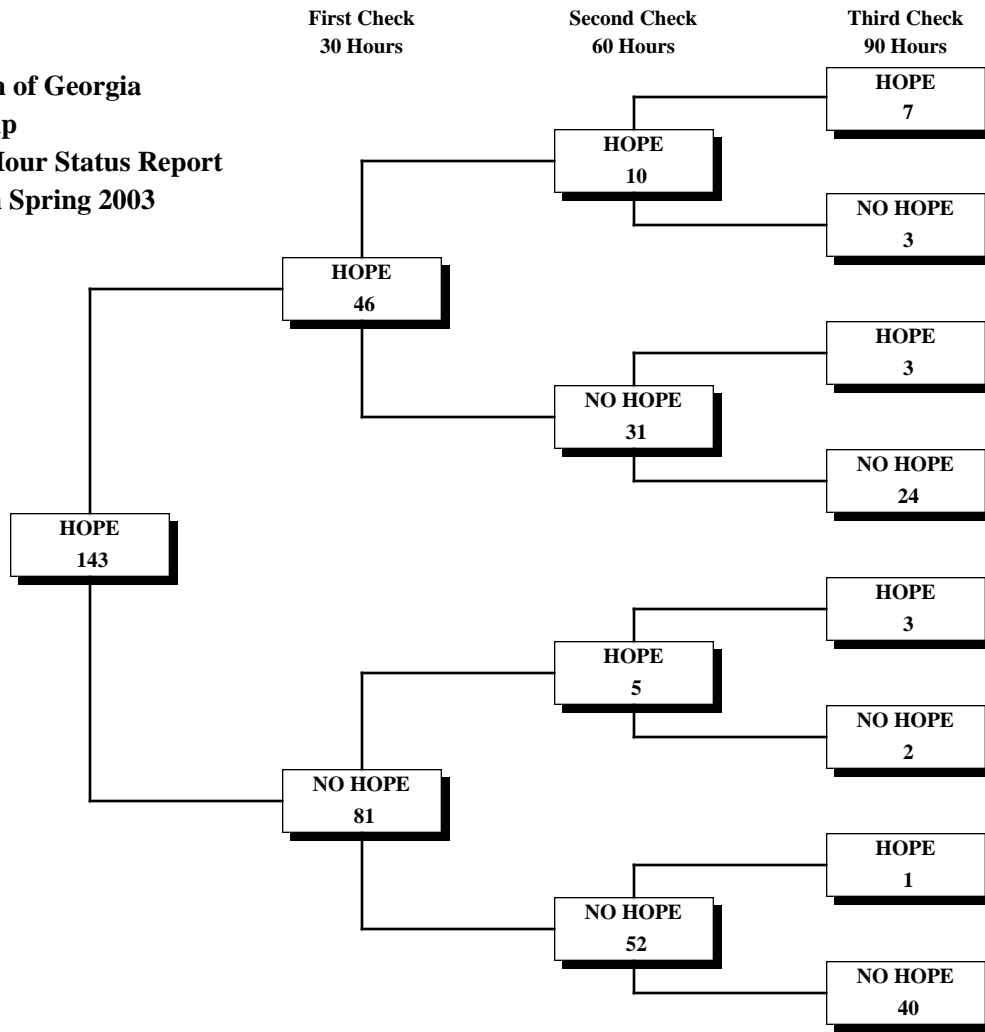 First Check
30 Hours
Second Check
60 Hours
Third Check
90 Hours
of Georgia
Hour Status Report
Spring 2003
HOPE
7
HOPE
10
NO HOPE
3
HOPE
46
HOPE
3
NO HOPE
31
NO HOPE
24
HOPE
143
HOPE
3
HOPE
5
NO HOPE
2
NO HOPE
81
HOPE
1
NO HOPE
52
NO HOPE
40